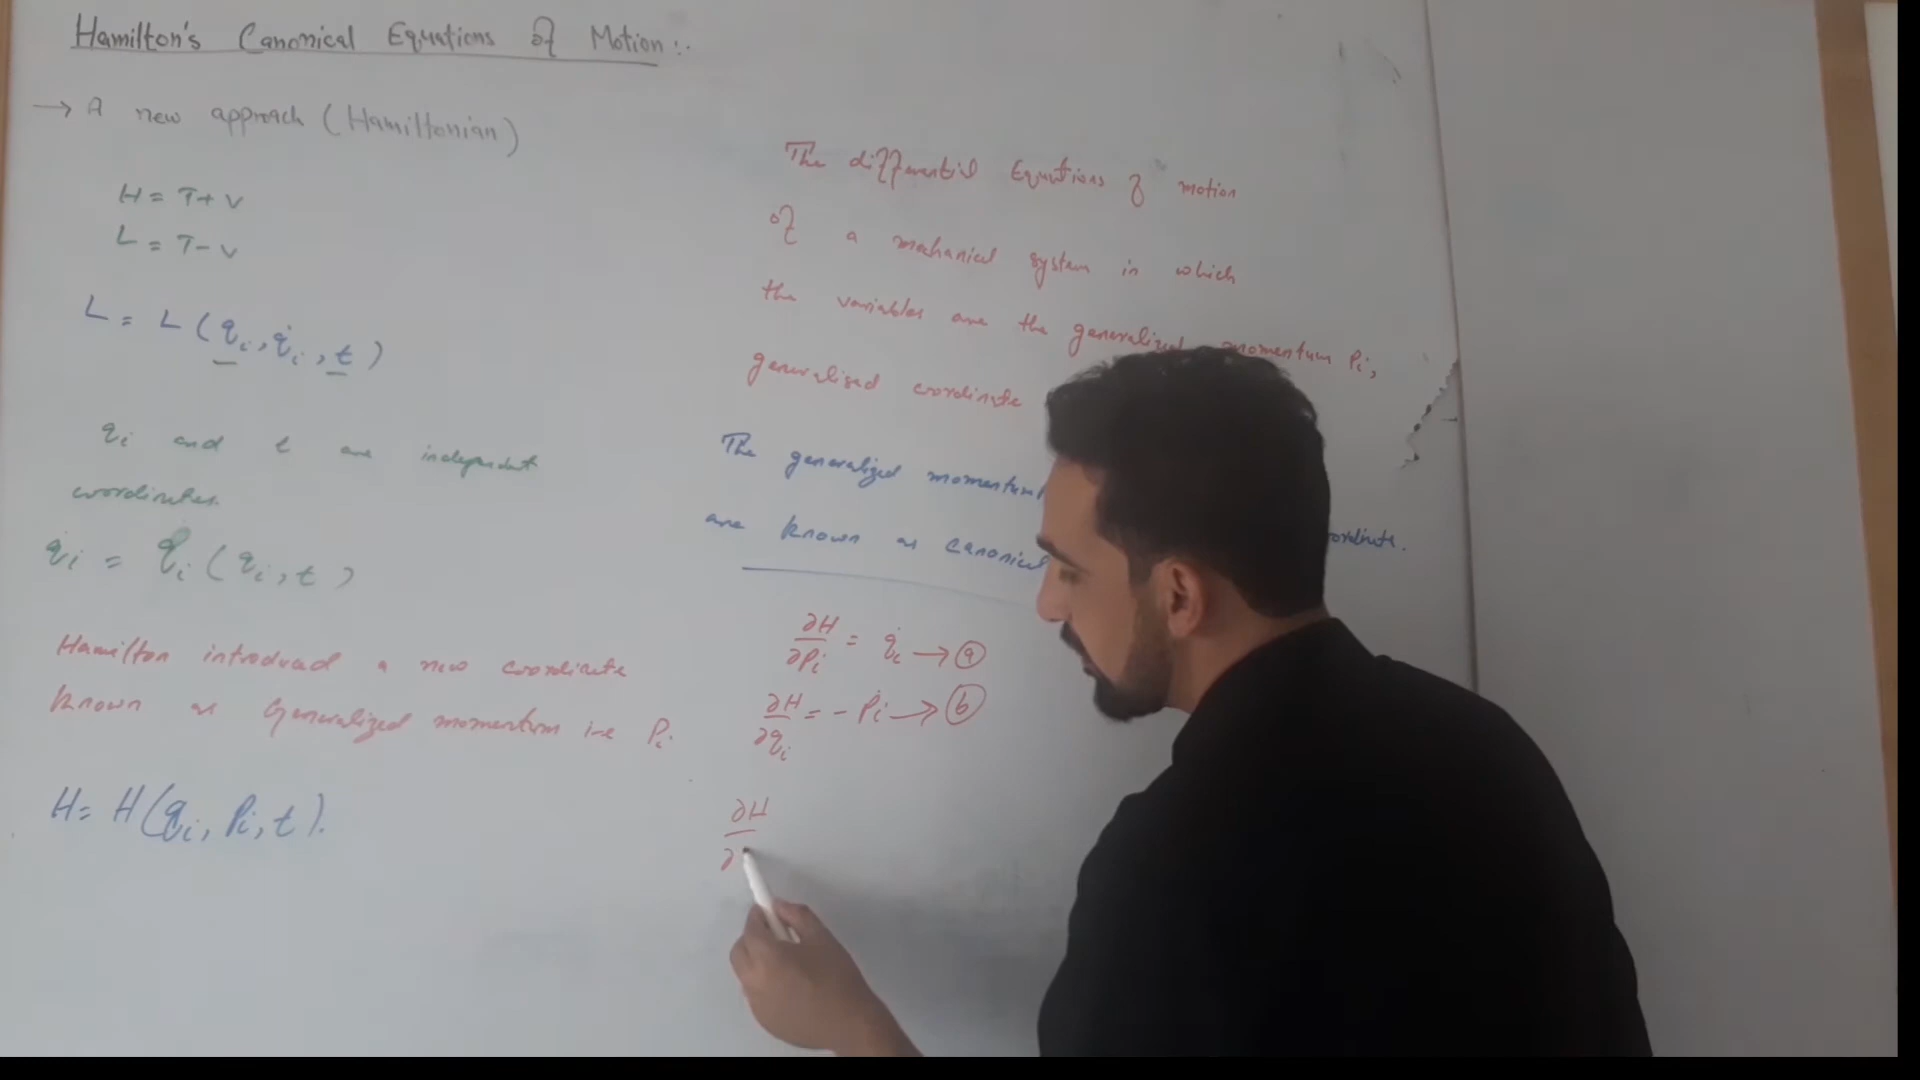 Hamilton's Canonical Equations Of Motion:
→ A new approach (Hamiltonian)
H = T + V
L = T - V
L = L (qi, q̇i, t)
qi and t are independent
coordinates.
q̇i = q̇i (qi, t)
Hamilton introduced a new coordinate
known as Generalized momentum i-e Pi.
H = H(qi, Pi, t).
The differential Equations of motion
of a mechanical system in which
the variables are the generalized momentum Pi,
generalized coordinate
The generalized momentum
are known as canonical
∂H/∂Pi = q̇i → (a)
∂H/∂qi = - Ṗi → (b)
∂H/∂